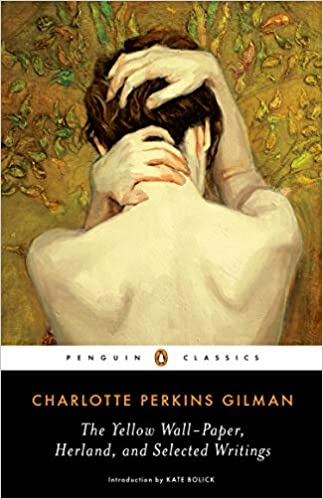 PENGUIN CLASSICS
CHARLOTTE PERKINS GILMAN
The Yellow Wall-Paper,
Herland, and Selected Writings
Introduction by KATE BOLICK